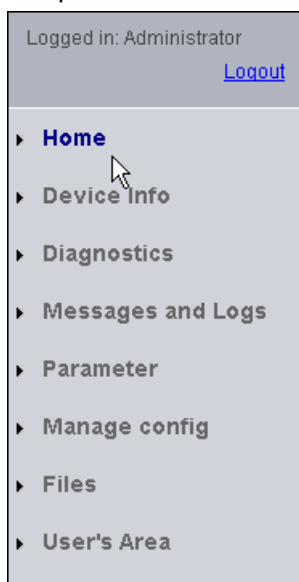 Logged in: Administrator
Logout
Home
Device Info
Diagnostics
Messages and Logs
Parameter
Manage config
Files
User's Area